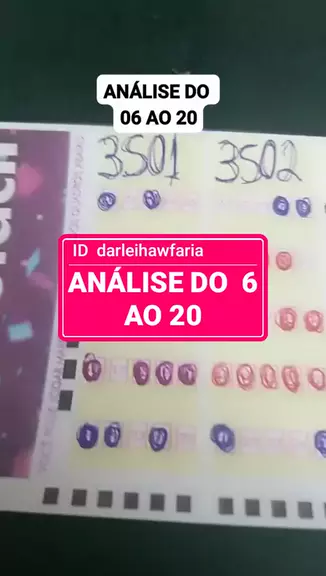 ANÁLISE DO
06 AO 20
3501 3502
ID darleihawfaria
ANÁLISE DO 6
AO 20